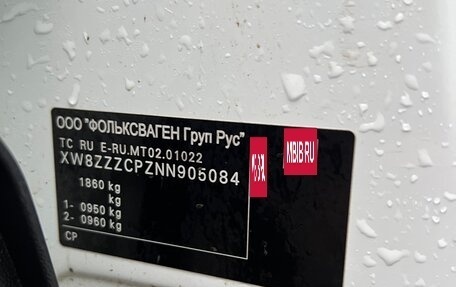 ООО "ФОЛЬКСВАГЕН Груп Рус"
TC RU E-RU.MT02.01022
XW8ZZZCPZNN905084
1860 kg
kg
1- 0950 kg
2- 0960 kg
CP
MBIB.RU